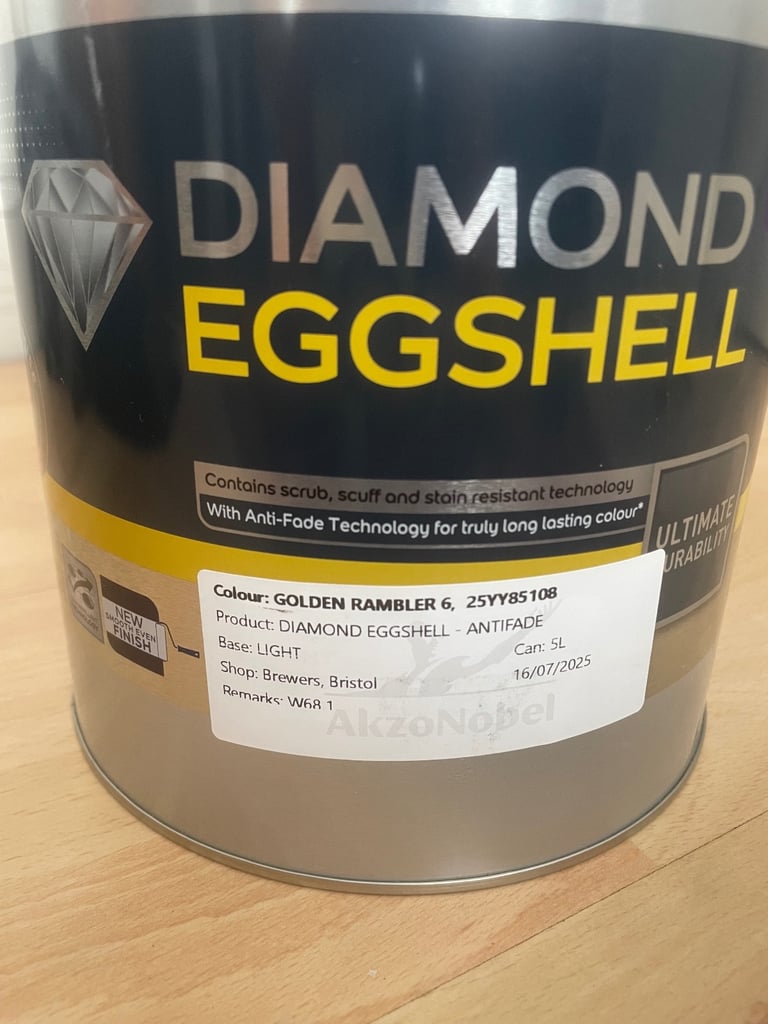 DIAMOND
EGGSHELL
Contains scrub, scuff and stain resistant technology
With Anti-Fade Technology for truly long lasting colour*
ULTIMATE
URABILITY
NEW
SMOOTH EVEN
FINISH
Colour: GOLDEN RAMBLER 6, 25YY85108
Product: DIAMOND EGGSHELL - ANTIFADE
Base: LIGHT Can: 5L
Shop: Brewers, Bristol 16/07/2025
Remarks: W68 1
AkzoNobel